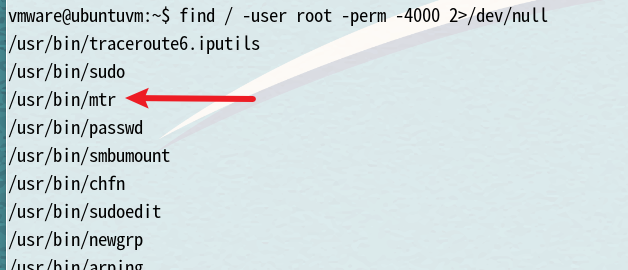 vmware@ubuntuvm:~$ find / -user root -perm -4000 2>/dev/null
/usr/bin/traceroute6.iputils
/usr/bin/sudo
/usr/bin/mtr
/usr/bin/passwd
/usr/bin/smbumount
/usr/bin/chfn
/usr/bin/sudoedit
/usr/bin/newgrp
/usr/bin/arping